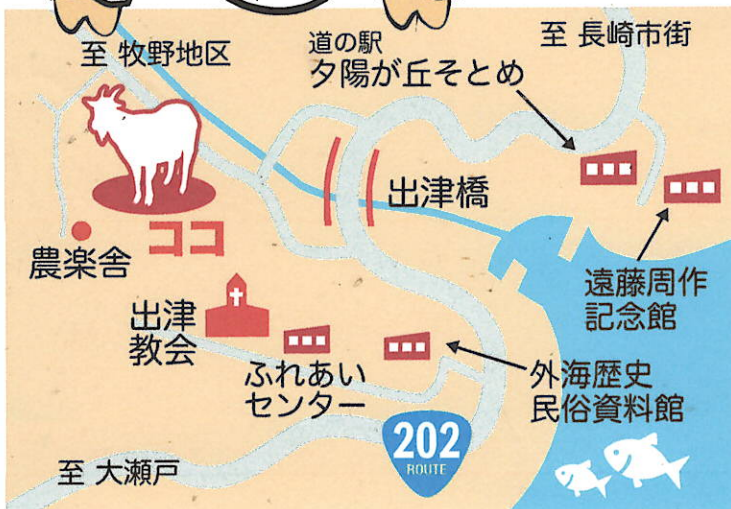 至 牧野地区
道の駅
夕陽が丘そとめ
至 長崎市街
出津橋
ココ
農楽舎
遠藤周作
記念館
出津
教会
ふれあい
センター
外海歴史
民俗資料館
202
ROUTE
至 大瀬戸